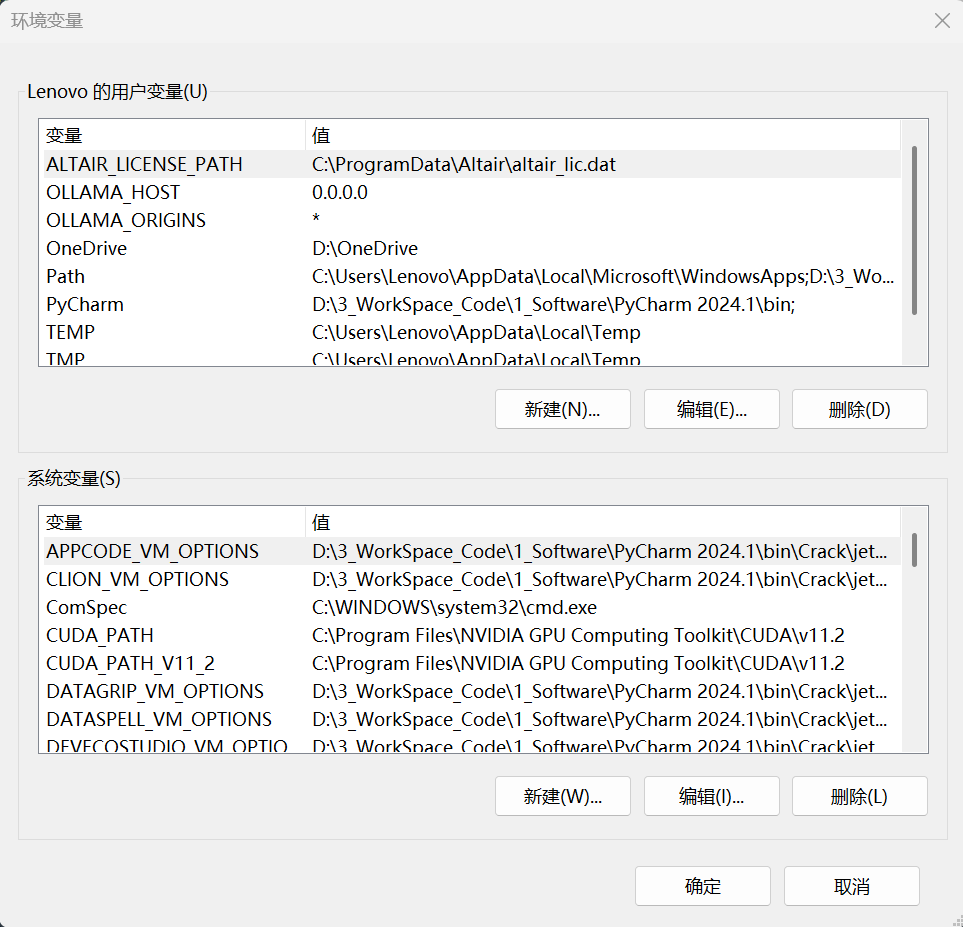 环境变量
Lenovo 的用户变量(U)
变量 值
ALTAIR_LICENSE_PATH C:\ProgramData\Altair\altair_lic.dat
OLLAMA_HOST 0.0.0.0
OLLAMA_ORIGINS *
OneDrive D:\OneDrive
Path C:\Users\Lenovo\AppData\Local\Microsoft\WindowsApps;D:\3_Wo...
PyCharm D:\3_WorkSpace_Code\1_Software\PyCharm 2024.1\bin;
TEMP C:\Users\Lenovo\AppData\Local\Temp
TMP C:\Users\Lenovo\AppData\Local\Temp
新建(N)... 编辑(E)... 删除(D)
系统变量(S)
变量 值
APPCODE_VM_OPTIONS D:\3_WorkSpace_Code\1_Software\PyCharm 2024.1\bin\Crack\jet...
CLION_VM_OPTIONS D:\3_WorkSpace_Code\1_Software\PyCharm 2024.1\bin\Crack\jet...
ComSpec C:\WINDOWS\system32\cmd.exe
CUDA_PATH C:\Program Files\NVIDIA GPU Computing Toolkit\CUDA\v11.2
CUDA_PATH_V11_2 C:\Program Files\NVIDIA GPU Computing Toolkit\CUDA\v11.2
DATAGRIP_VM_OPTIONS D:\3_WorkSpace_Code\1_Software\PyCharm 2024.1\bin\Crack\jet...
DATASPELL_VM_OPTIONS D:\3_WorkSpace_Code\1_Software\PyCharm 2024.1\bin\Crack\jet...
DEVECOSTUDIO_VM_OPTIO D:\3_WorkSpace_Code\1_Software\PyCharm 2024.1\bin\Crack\jet
新建(W)... 编辑(I)... 删除(L)
确定 取消